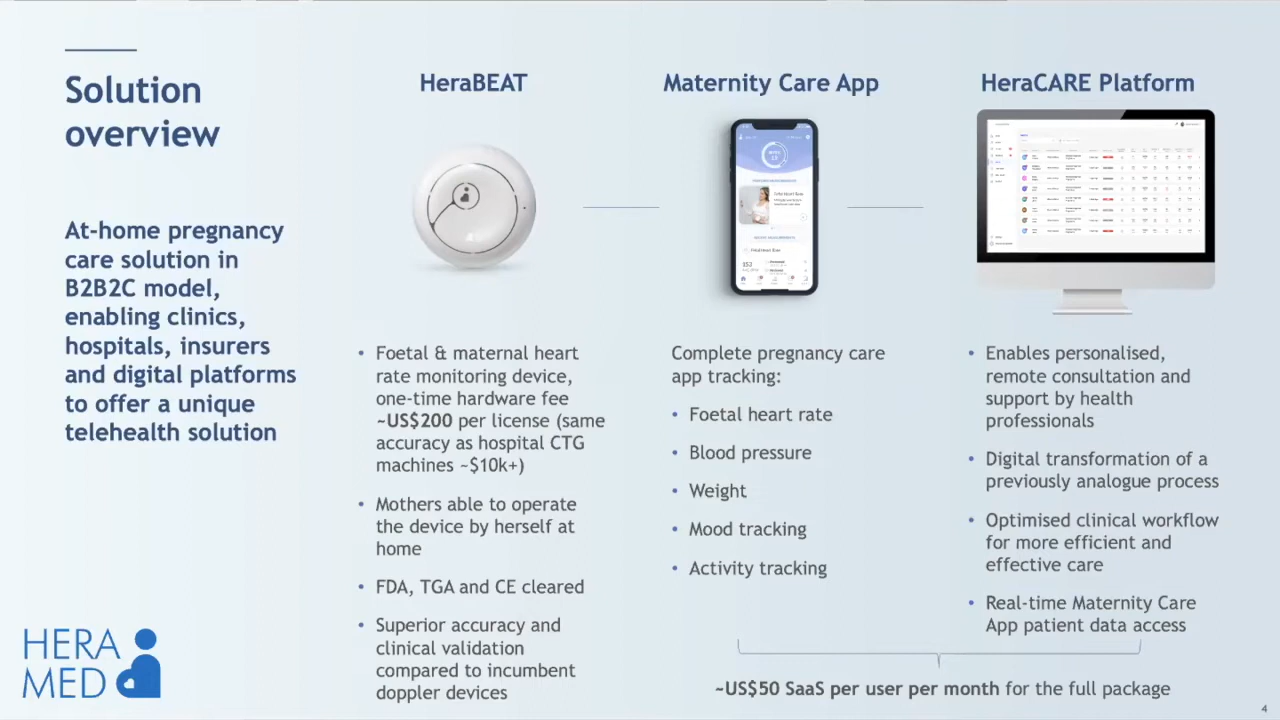 Solution
overview
At-home pregnancy
care solution in
B2B2C model,
enabling clinics,
hospitals, insurers
and digital platforms
to offer a unique
telehealth solution
HERA
MED
HeraBEAT
• Foetal & maternal heart
rate monitoring device,
one-time hardware fee
~US$200 per license (same
accuracy as hospital CTG
machines ~$10k+)
• Mothers able to operate
the device by herself at
home
• FDA, TGA and CE cleared
• Superior accuracy and
clinical validation
compared to incumbent
doppler devices
Maternity Care App
Complete pregnancy care
app tracking:
• Foetal heart rate
• Blood pressure
• Weight
• Mood tracking
• Activity tracking
HeraCARE Platform
• Enables personalised,
remote consultation and
support by health
professionals
• Digital transformation of a
previously analogue process
• Optimised clinical workflow
for more efficient and
effective care
• Real-time Maternity Care
App patient data access
~US$50 SaaS per user per month for the full package
4